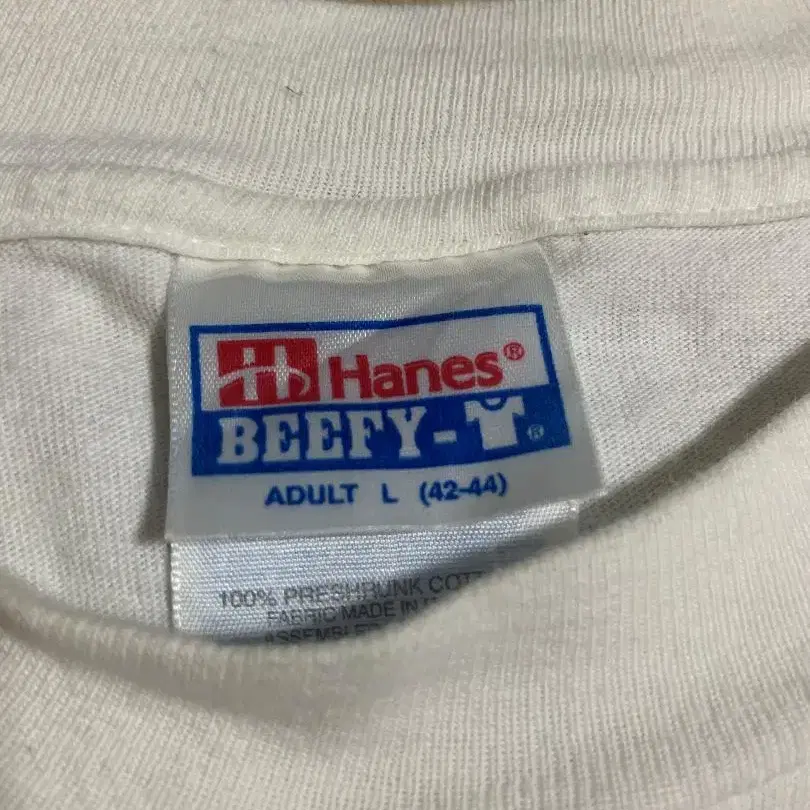 Hanes®
BEEFY-T®
ADULT L (42-44)
100% PRESHRUNK
FABRIC MADE IN